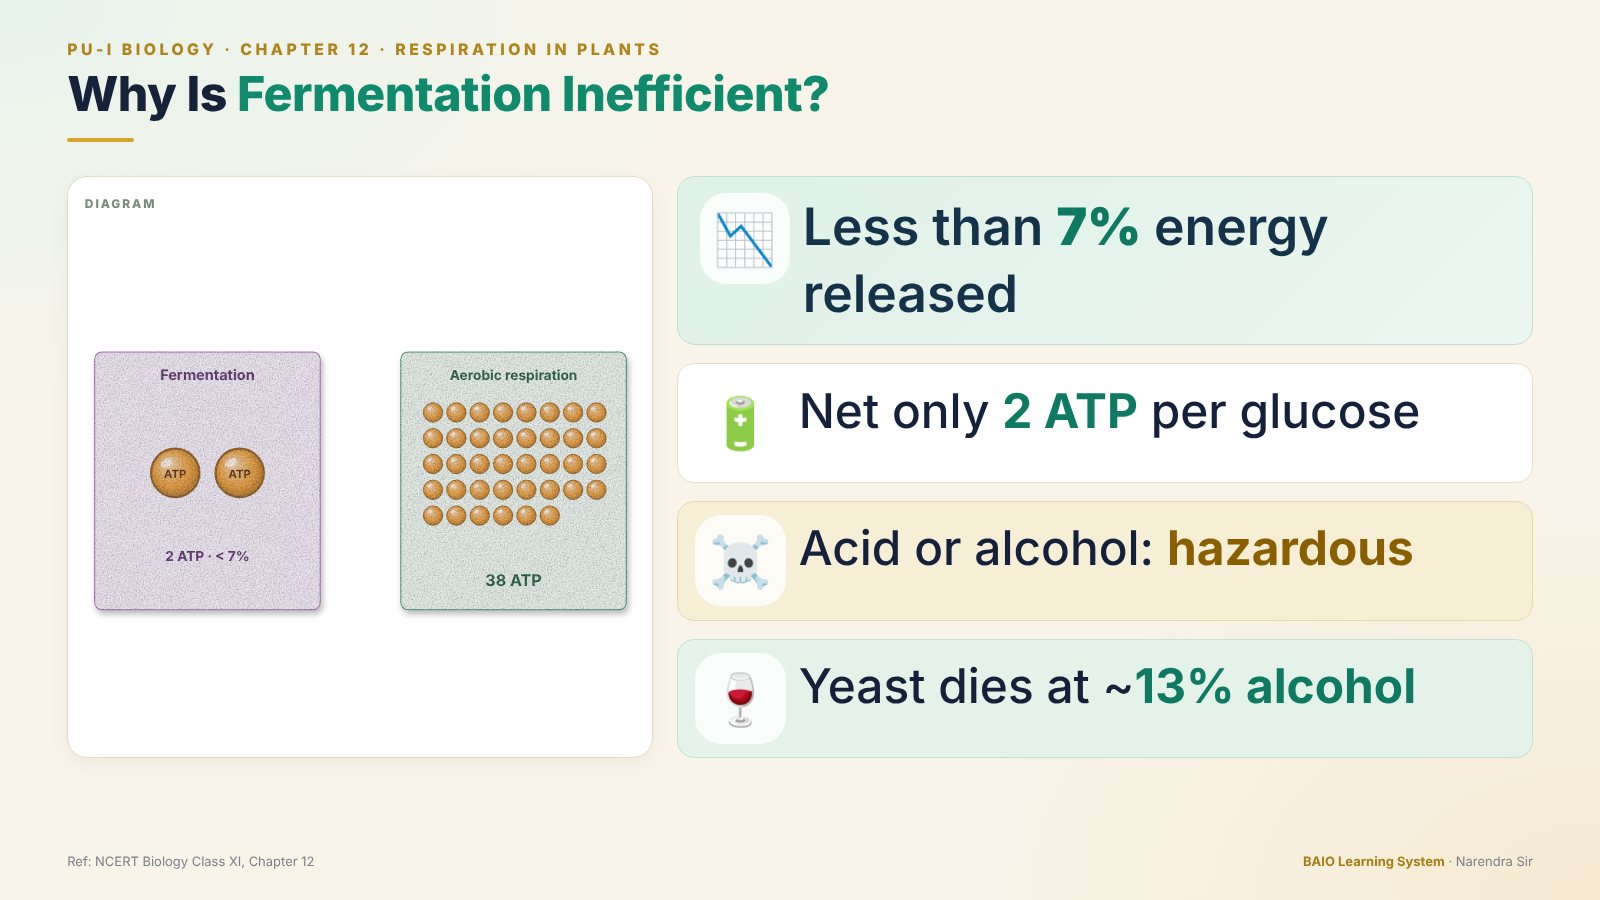 PU-I BIOLOGY · CHAPTER 12 · RESPIRATION IN PLANTS
Why Is Fermentation Inefficient?
DIAGRAM
Fermentation
ATP ATP
2 ATP · < 7%
Aerobic respiration
38 ATP
Less than 7% energy
released
Net only 2 ATP per glucose
Acid or alcohol: hazardous
Yeast dies at ~13% alcohol
Ref: NCERT Biology Class XI, Chapter 12
BAIO Learning System · Narendra Sir